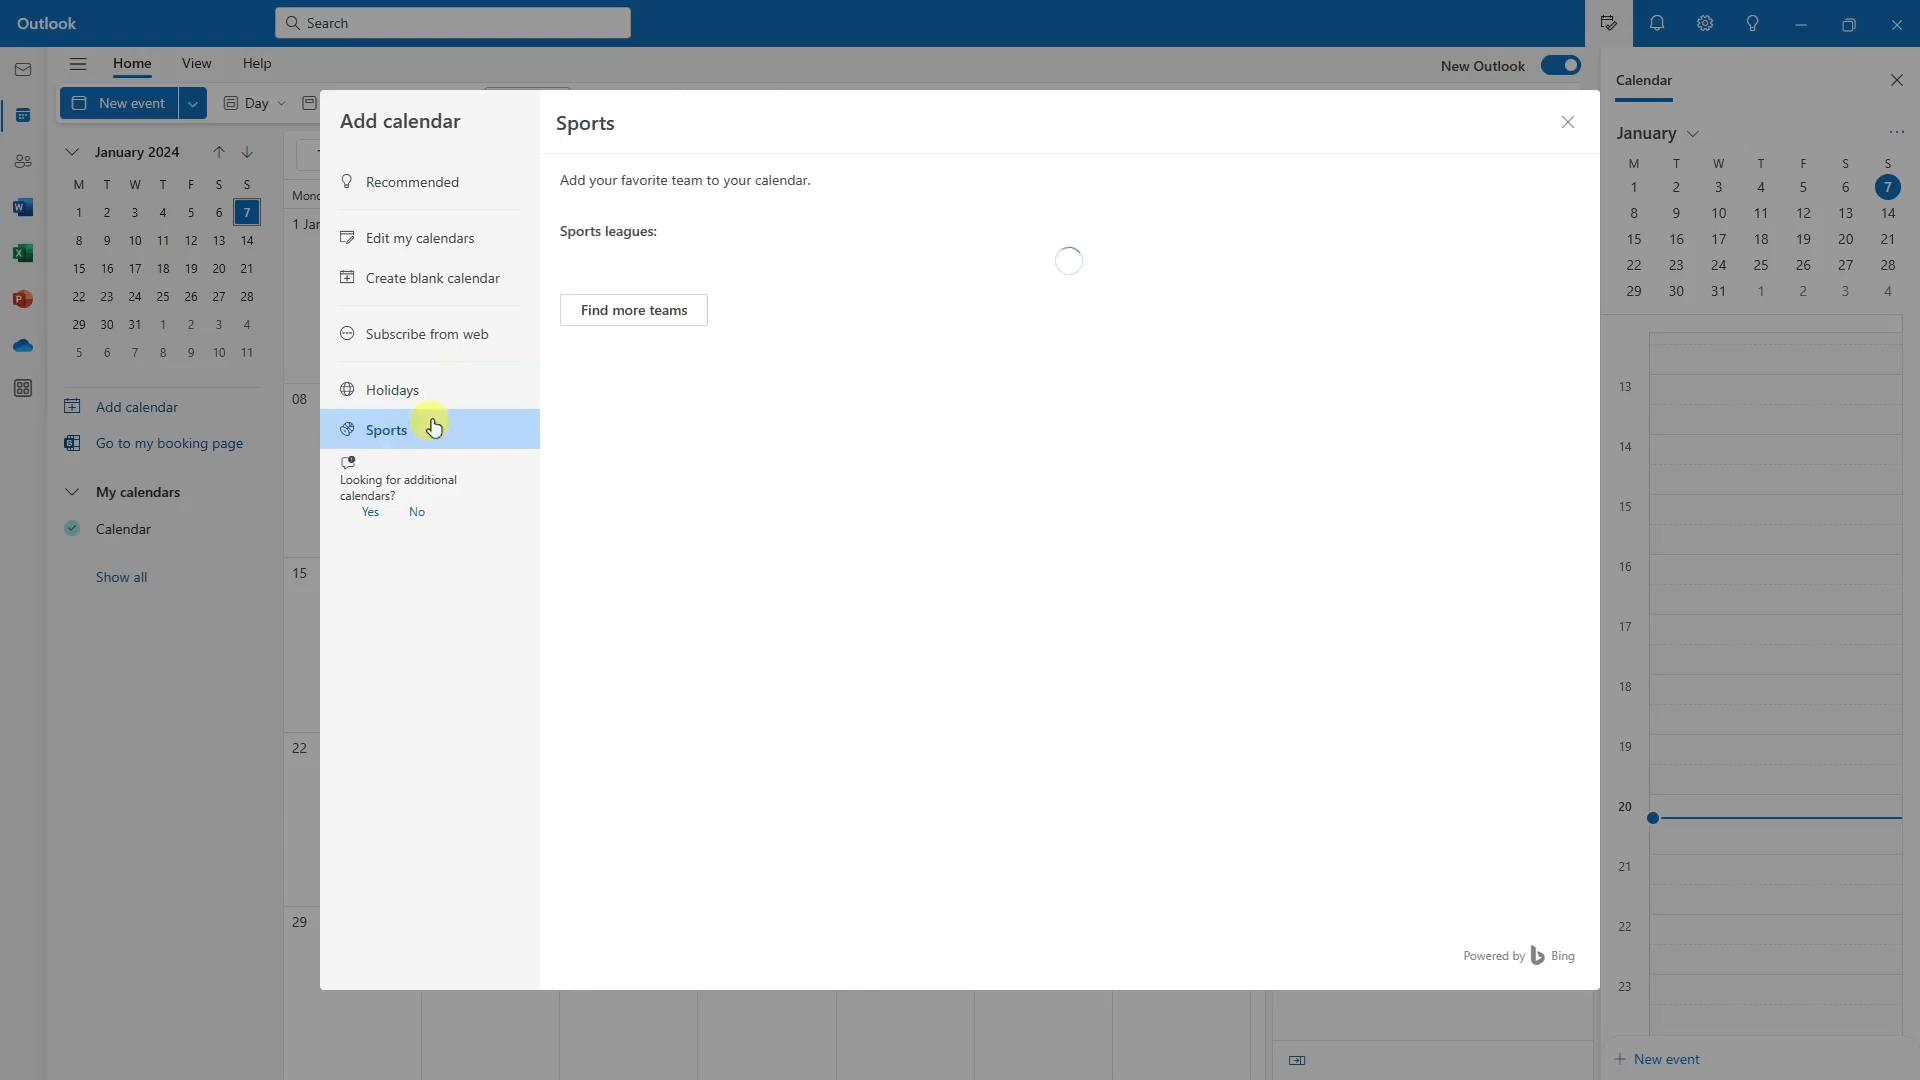 Outlook
Search
Home
View
Help
New Outlook
New event
Day
January 2024
M T W T F S S
1 2 3 4 5 6 7
8 9 10 11 12 13 14
15 16 17 18 19 20 21
22 23 24 25 26 27 28
29 30 31 1 2 3 4
5 6 7 8 9 10 11
Add calendar
Go to my booking page
My calendars
Calendar
Show all
1
08
15
22
29
Add calendar
Recommended
Edit my calendars
Create blank calendar
Subscribe from web
Holidays
Sports
Looking for additional
calendars?
Yes No
Sports
Add your favorite team to your calendar.
Sports leagues:
Find more teams
Powered by Bing
Calendar
January
M T W T F S S
1 2 3 4 5 6 7
8 9 10 11 12 13 14
15 16 17 18 19 20 21
22 23 24 25 26 27 28
29 30 31 1 2 3 4
13
14
15
16
17
18
19
20
21
22
23
New event